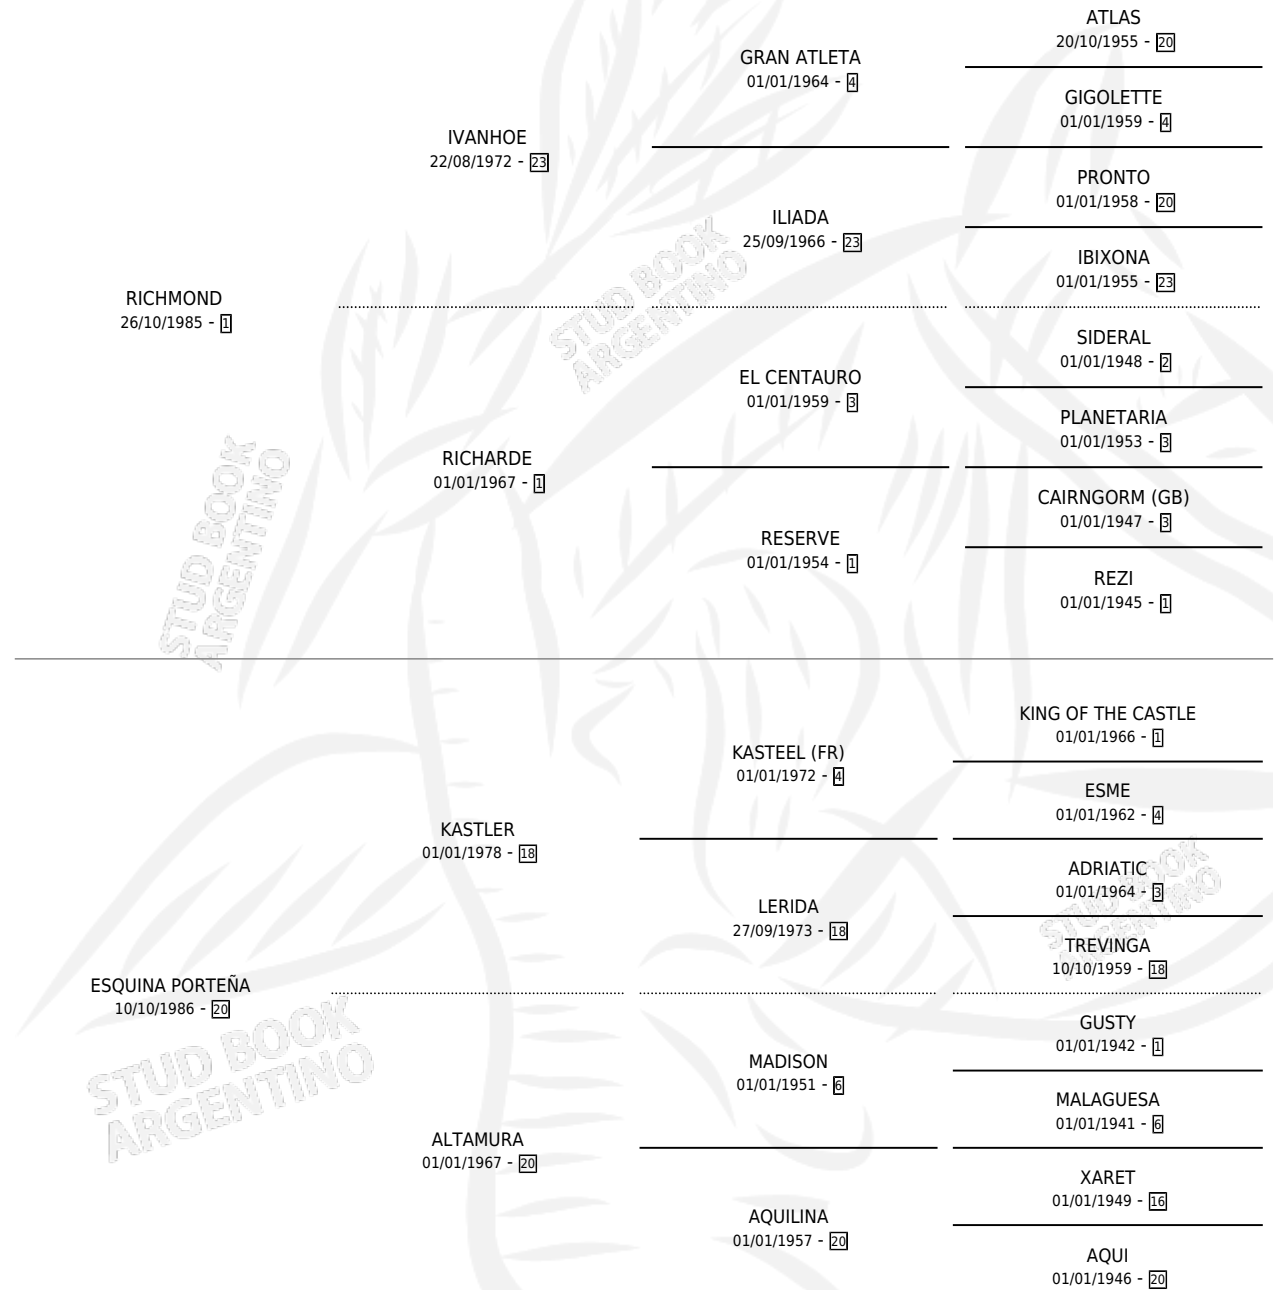 ATLAS
20/10/1955 - 20
GRAN ATLETA
01/01/1964 - 4
GIGOLETTE
01/01/1959 - 4
IVANHOE
22/08/1972 - 23
PRONTO
01/01/1958 - 20
ILIADA
25/09/1966 - 23
IBIXONA
01/01/1955 - 23
RICHMOND
26/10/1985 - 1
SIDERAL
01/01/1948 - 2
EL CENTAURO
01/01/1959 - 3
PLANETARIA
01/01/1953 - 3
RICHARDE
01/01/1967 - 1
CAIRNGORM (GB)
01/01/1947 - 3
RESERVE
01/01/1954 - 1
REZI
01/01/1945 - 1
STUD BOOK
ARGENTINO
STUD BOOK
ARGENTINO
KING OF THE CASTLE
01/01/1966 - 1
KASTEEL (FR)
01/01/1972 - 4
ESME
01/01/1962 - 4
KASTLER
01/01/1978 - 18
ADRIATIC
01/01/1964 - 3
LERIDA
27/09/1973 - 18
TREVINGA
10/10/1959 - 18
ESQUINA PORTEÑA
10/10/1986 - 20
GUSTY
01/01/1942 - 1
MADISON
01/01/1951 - 6
MALAGUESA
01/01/1941 - 6
ALTAMURA
01/01/1967 - 20
XARET
01/01/1949 - 16
AQUILINA
01/01/1957 - 20
AQUI
01/01/1946 - 20
STUD BOOK
ARGENTINO
STUD BOOK
ARGENTINO